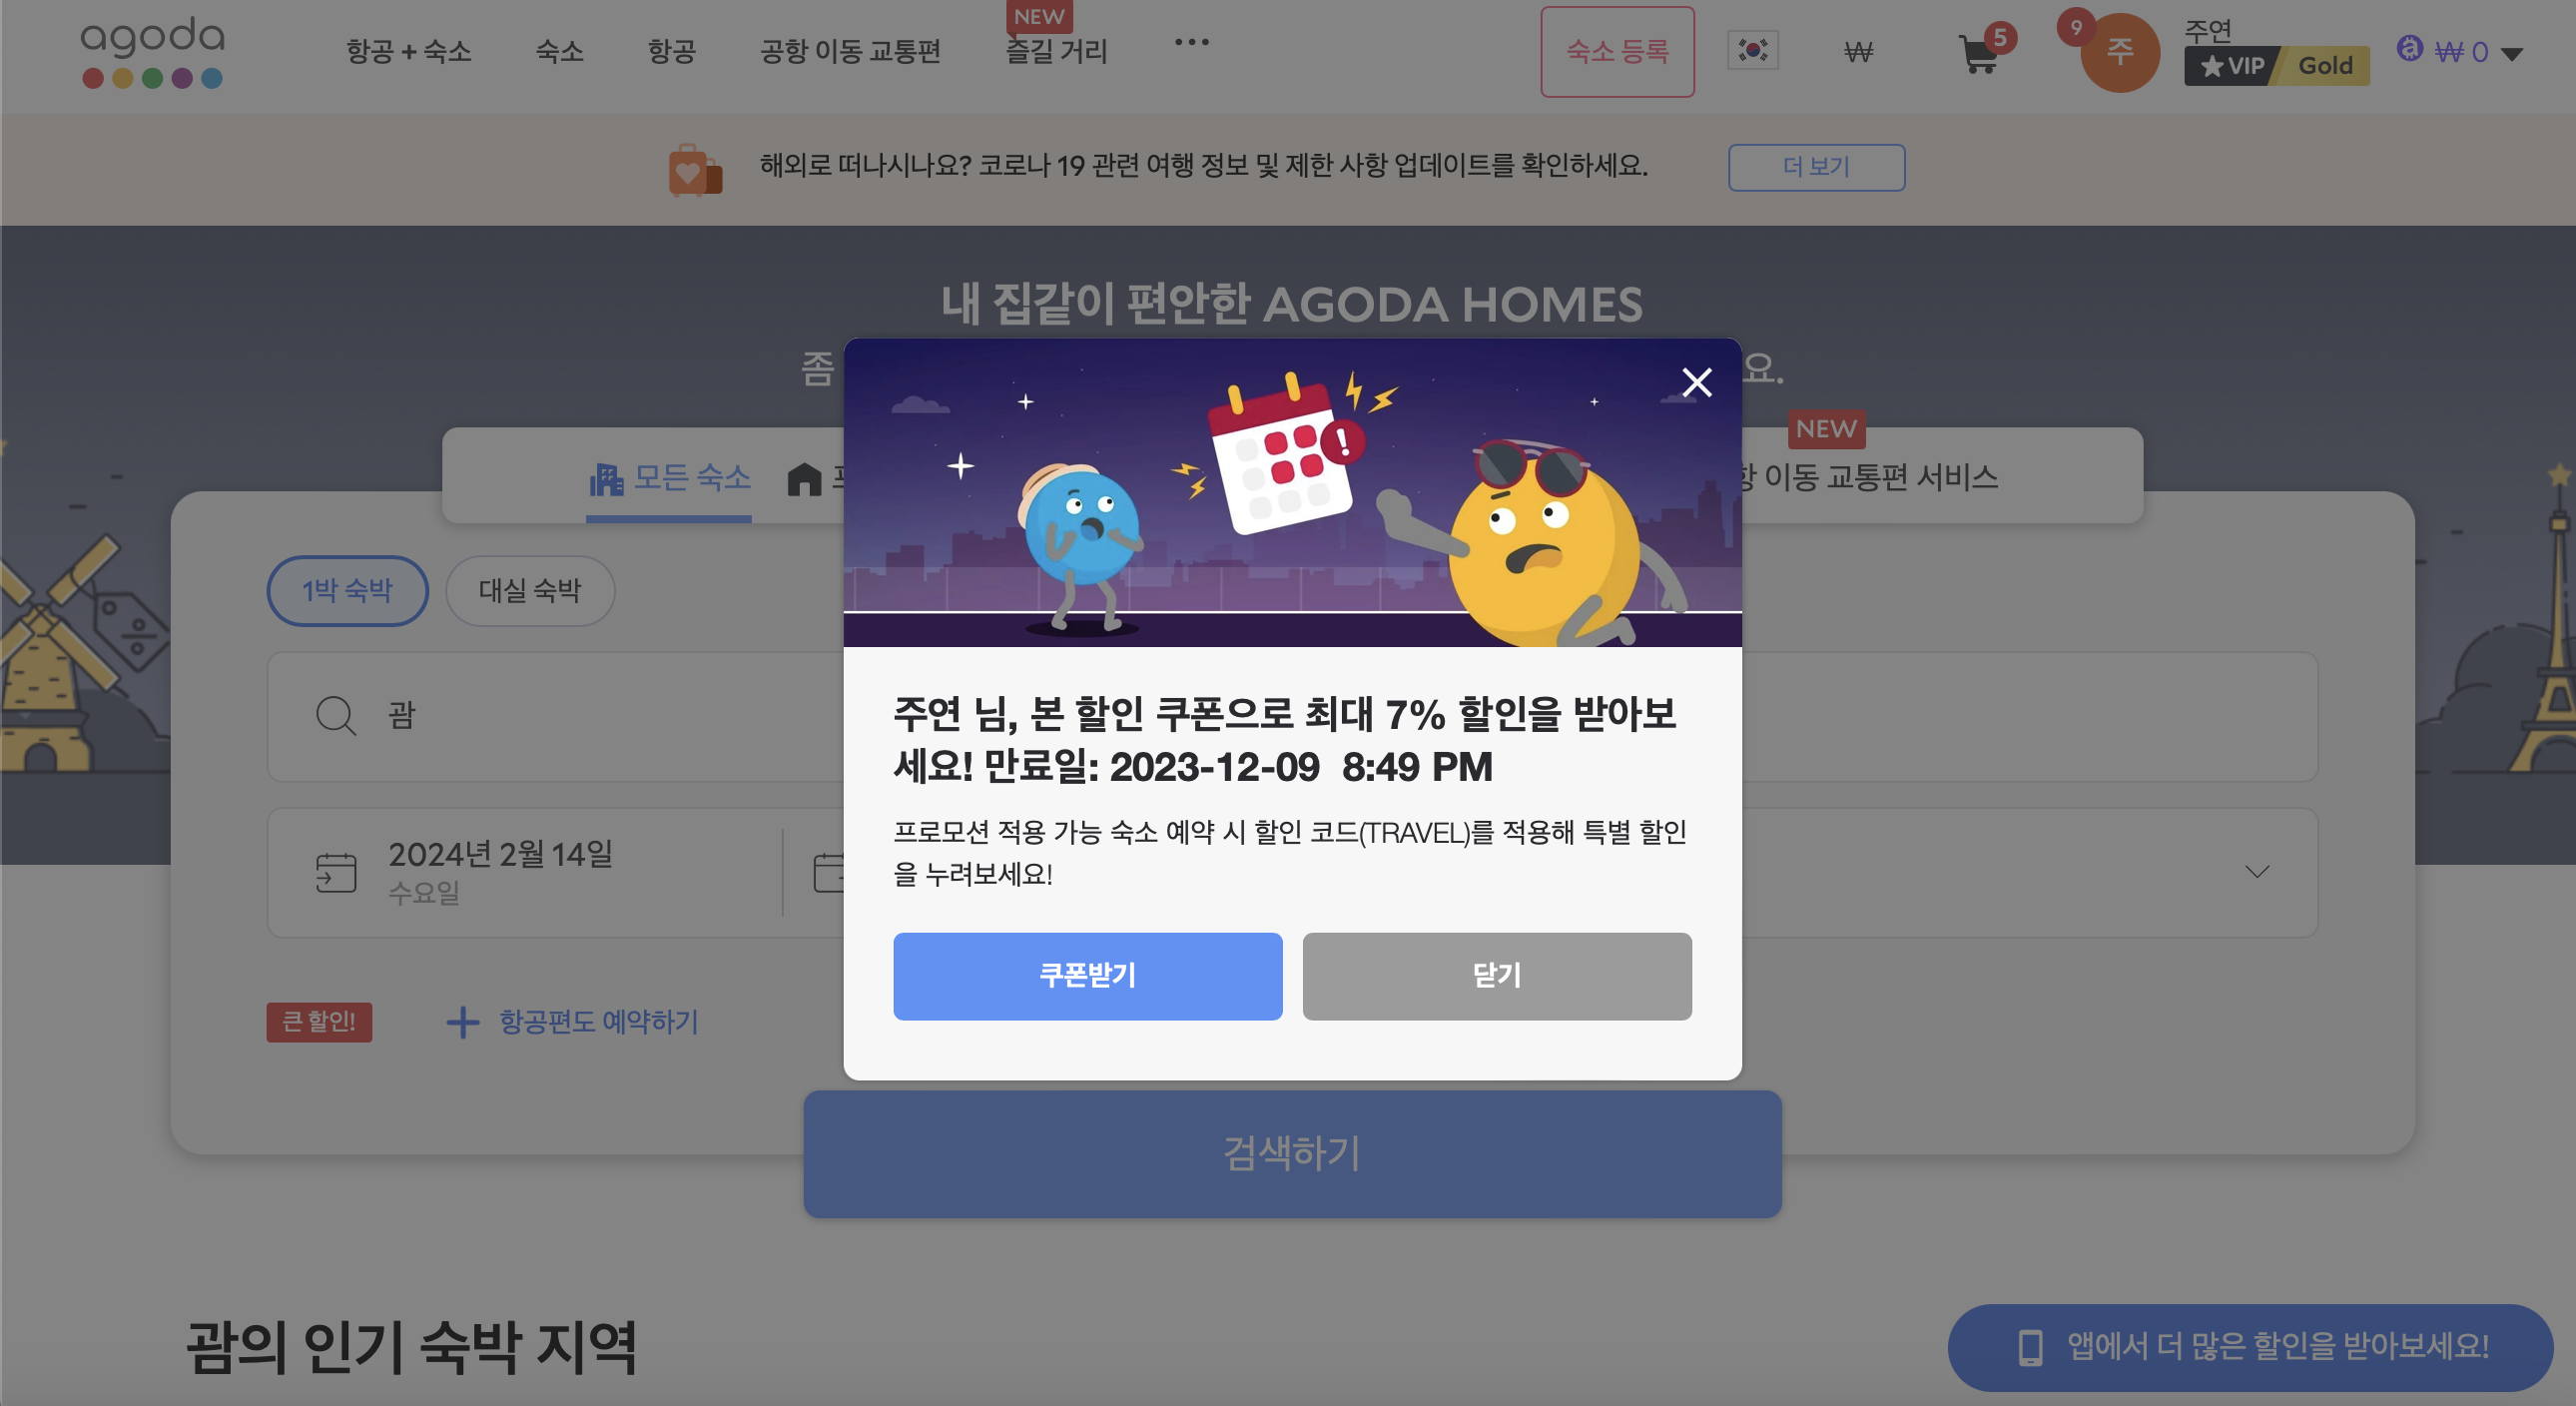 agoda
항공 + 숙소
숙소
항공
공항 이동 교통편
NEW
즐길 거리
숙소 등록
₩
5
9
주
주연
VIP
Gold
₩ 0
해외로 떠나시나요? 코로나 19 관련 여행 정보 및 제한 사항 업데이트를 확인하세요.
더 보기
내 집같이 편안한 AGODA HOMES
좀
요.
모든 숙소
NEW
이동 교통편 서비스
1박 숙박
대실 숙박
괌
2024년 2월 14일
수요일
주연 님, 본 할인 쿠폰으로 최대 7% 할인을 받아보
세요! 만료일: 2023-12-09 8:49 PM
프로모션 적용 가능 숙소 예약 시 할인 코드(TRAVEL)를 적용해 특별 할인
을 누려보세요!
쿠폰받기
닫기
큰 할인!
항공편도 예약하기
검색하기
괌의 인기 숙박 지역
앱에서 더 많은 할인을 받아보세요!